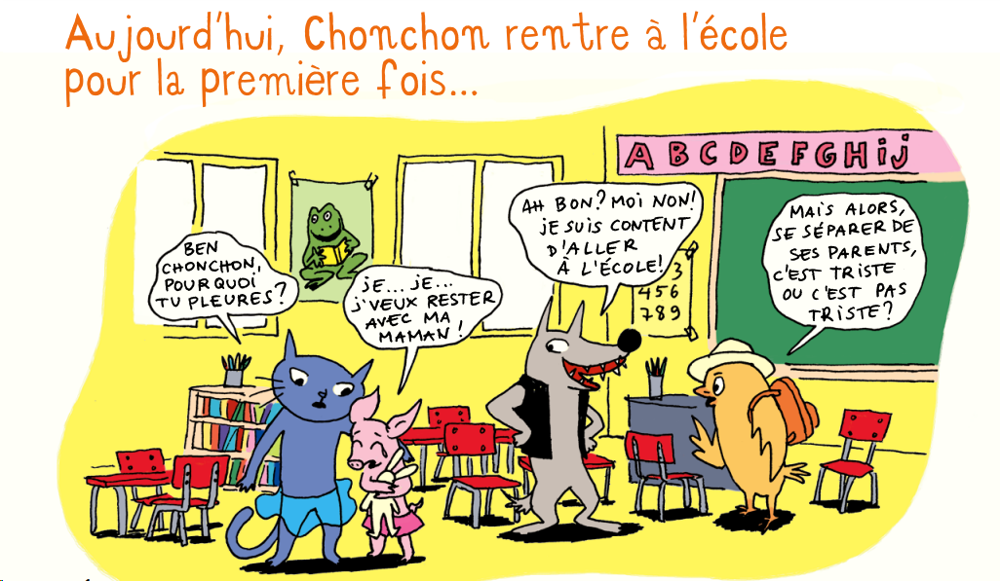 Aujourd'hui, Chonchon rentre à l'école
pour la première fois...
A B C D E F G H i j
BEN
CHONCHON,
POURQUOI
TU PLEURES?
JE... JE...
J'VEUX RESTER
AVEC MA
MAMAN!
AH BON? MOI NON!
JE SUIS CONTENT
D'ALLER
À L'ÉCOLE!
MAIS ALORS,
SE SÉPARER DE
SES PARENTS,
C'EST TRISTE
OU C'EST PAS
TRISTE?
3
456
789